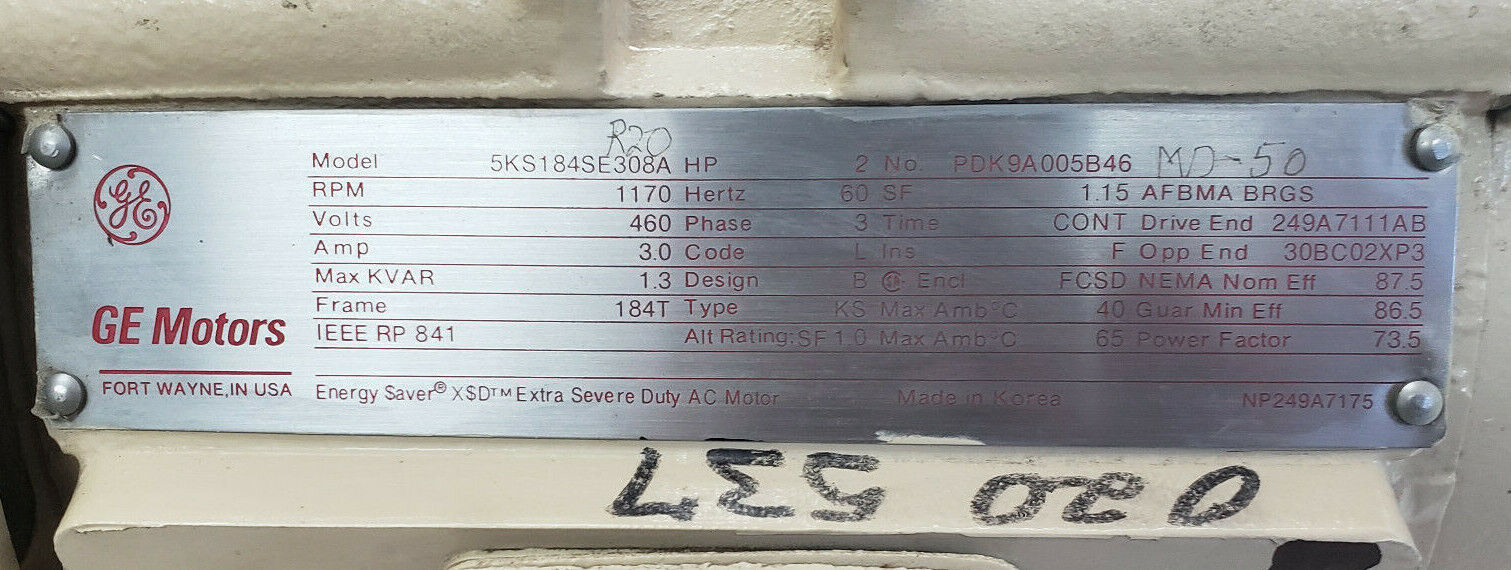 R20
Model 5KS184SE308A HP 2 No. PDK9A005B46 MD-50
RPM 1170 Hertz 60 SF 1.15 AFBMA BRGS
Volts 460 Phase 3 Time CONT Drive End 249A7111AB
Amp 3.0 Code L Ins F Opp End 30BC02XP3
Max KVAR 1.3 Design B Encl FCSD NEMA Nom Eff 87.5
Frame 184T Type KS Max Amb°C 40 Guar Min Eff 86.5
IEEE RP 841 Alt Rating: SF 1.0 Max Amb°C 65 Power Factor 73.5
GE
GE Motors
FORT WAYNE, IN USA
Energy $aver® X$D™ Extra Severe Duty AC Motor Made in Korea NP249A7175
020 537